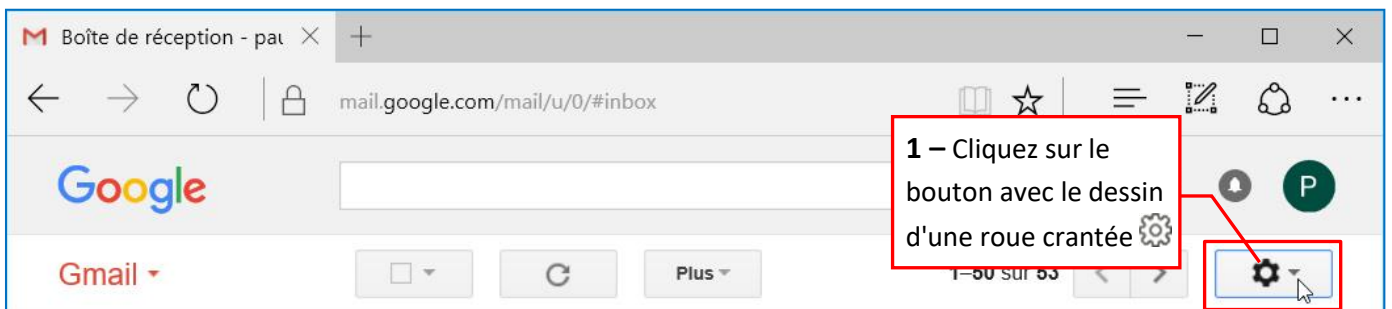 Boîte de réception - pau
mail.google.com/mail/u/0/#inbox
1 – Cliquez sur le
bouton avec le dessin
d'une roue crantée
Google
P
Gmail
Plus
1–50 sur 53